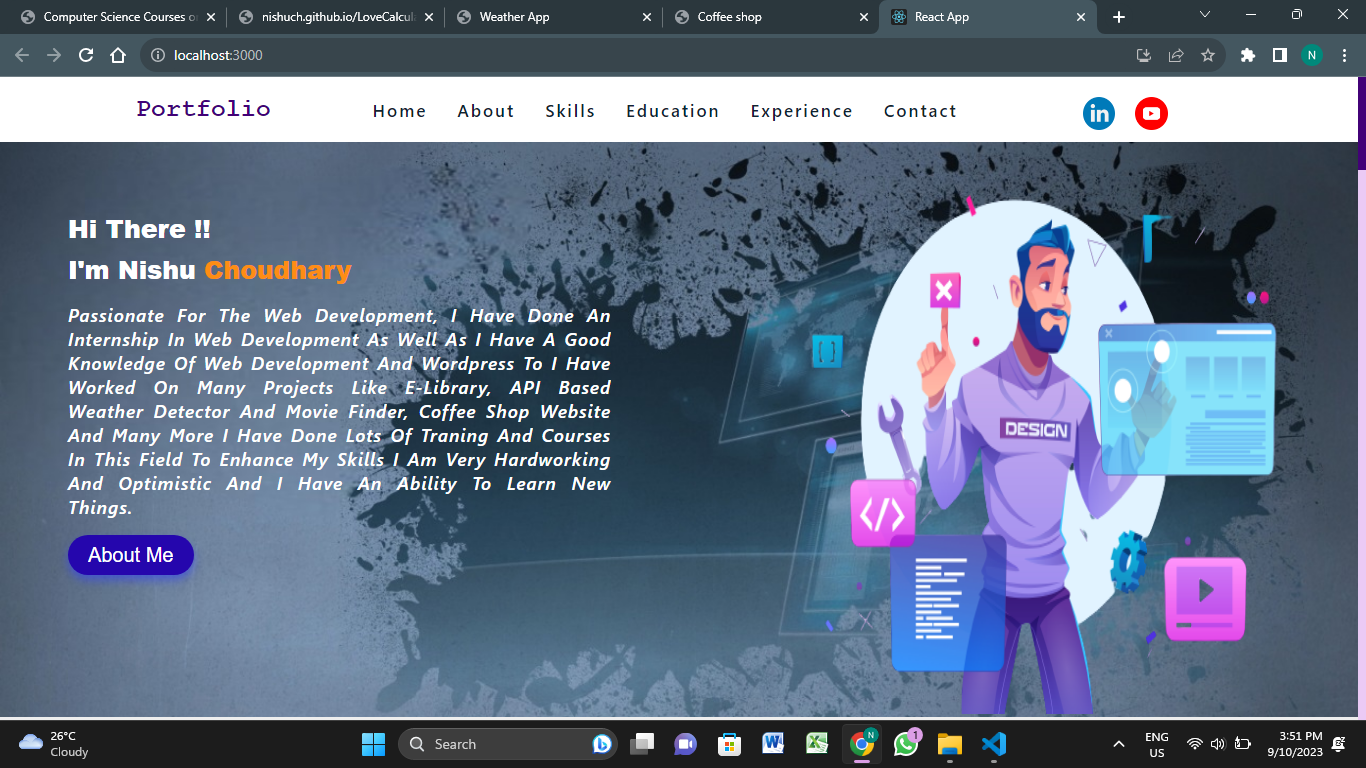 Computer Science Courses o
nishuch.github.io/LoveCalcul
Weather App
Coffee shop
React App
localhost:3000
N
Portfolio
Home
About
Skills
Education
Experience
Contact
in
Hi There !!
I'm Nishu Choudhary
Passionate For The Web Development, I Have Done An
Internship In Web Development As Well As I Have A Good
Knowledge Of Web Development And Wordpress To I Have
Worked On Many Projects Like E-Library, API Based
Weather Detector And Movie Finder, Coffee Shop Website
And Many More I Have Done Lots Of Traning And Courses
In This Field To Enhance My Skills I Am Very Hardworking
And Optimistic And I Have An Ability To Learn New
Things.
About Me
[ ]
DESIGN
</>
26°C
Cloudy
Search
N
1
ENG
US
3:51 PM
9/10/2023